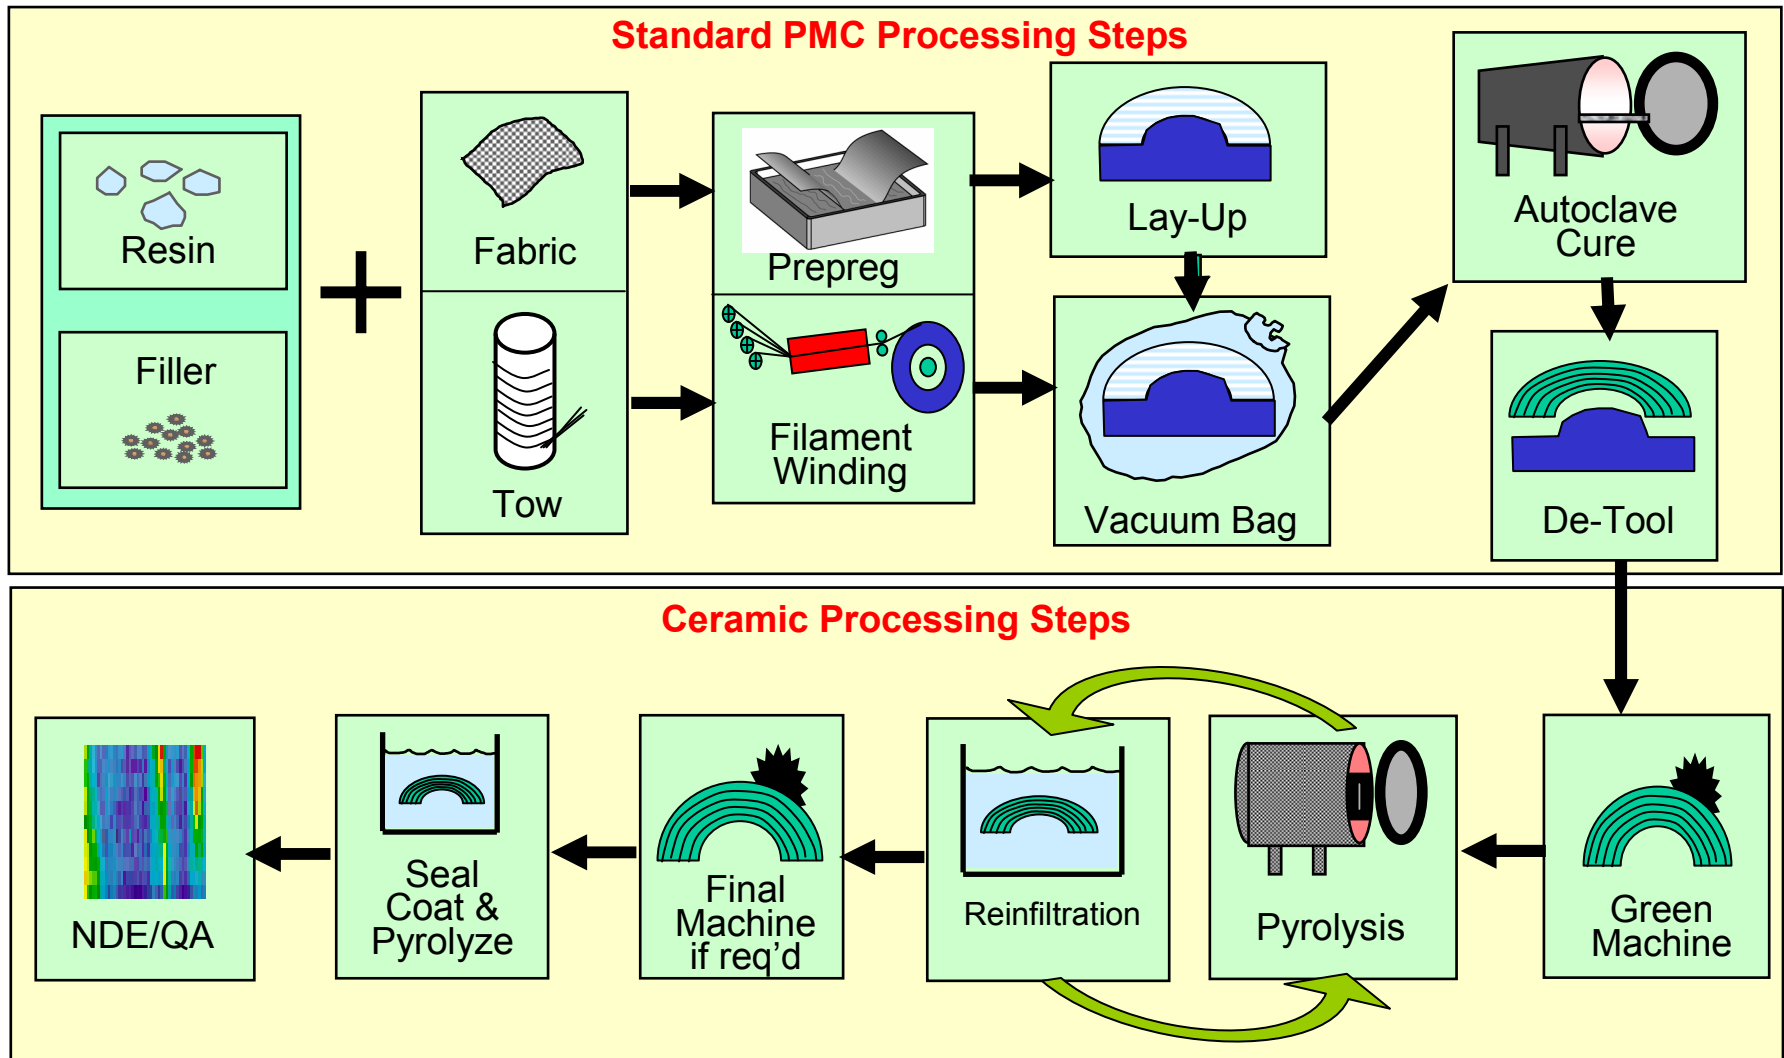 Standard PMC Processing Steps
Resin
Filler
Fabric
Tow
Prepreg
Filament
Winding
Lay-Up
Vacuum Bag
Autoclave
Cure
De-Tool
Ceramic Processing Steps
NDE/QA
Seal
Coat &
Pyrolyze
Final
Machine
if req’d
Reinfiltration
Pyrolysis
Green
Machine